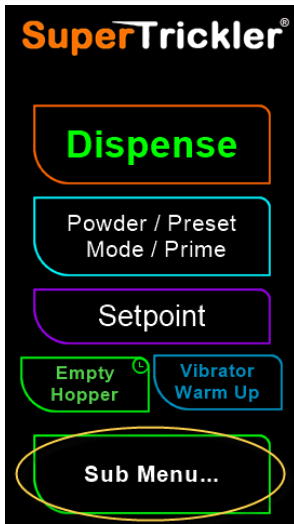 SuperTrickler®
Dispense
Powder / Preset
Mode / Prime
Setpoint
Empty
Hopper
Vibrator
Warm Up
Sub Menu...